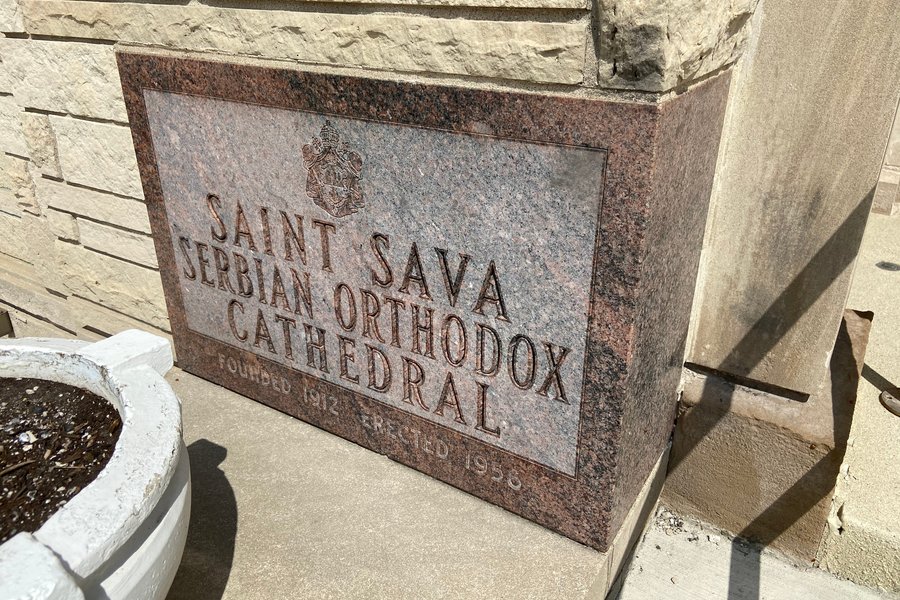 SAINT SAVA
SERBIAN ORTHODOX
CATHEDRAL
FOUNDED 1912 ERECTED 1956